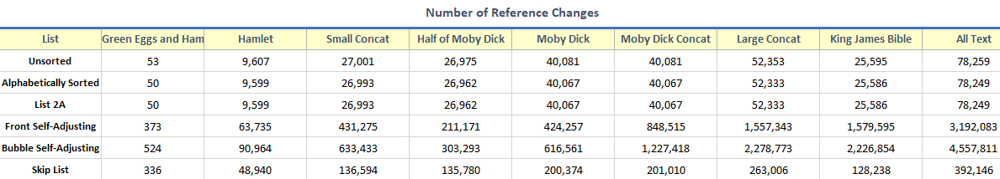 Number of Reference Changes
List Green Eggs and Ham Hamlet Small Concat Half of Moby Dick Moby Dick Moby Dick Concat Large Concat King James Bible All Text
Unsorted 53 9,607 27,001 26,975 40,081 40,081 52,353 25,595 78,259
Alphabetically Sorted 50 9,599 26,993 26,962 40,067 40,067 52,333 25,586 78,249
List 2A 50 9,599 26,993 26,962 40,067 40,067 52,333 25,586 78,249
Front Self-Adjusting 373 63,735 431,275 211,171 424,257 848,515 1,557,343 1,579,595 3,192,083
Bubble Self-Adjusting 524 90,964 633,433 303,293 616,561 1,227,418 2,278,773 2,226,854 4,557,811
Skip List 336 48,940 136,594 135,780 200,374 201,010 263,006 128,238 392,146